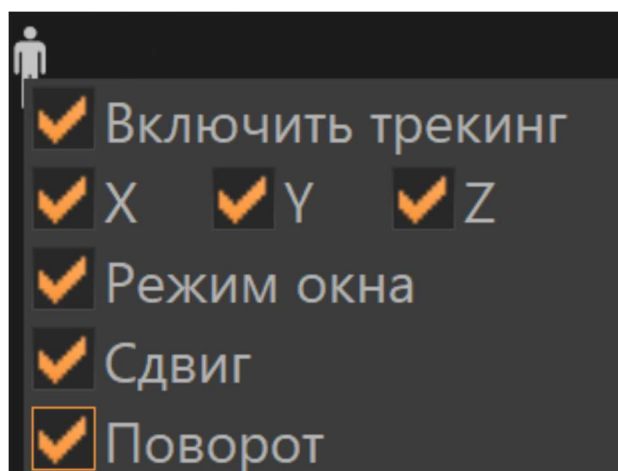 Включить трекинг
X Y Z
Режим окна
Сдвиг
Поворот